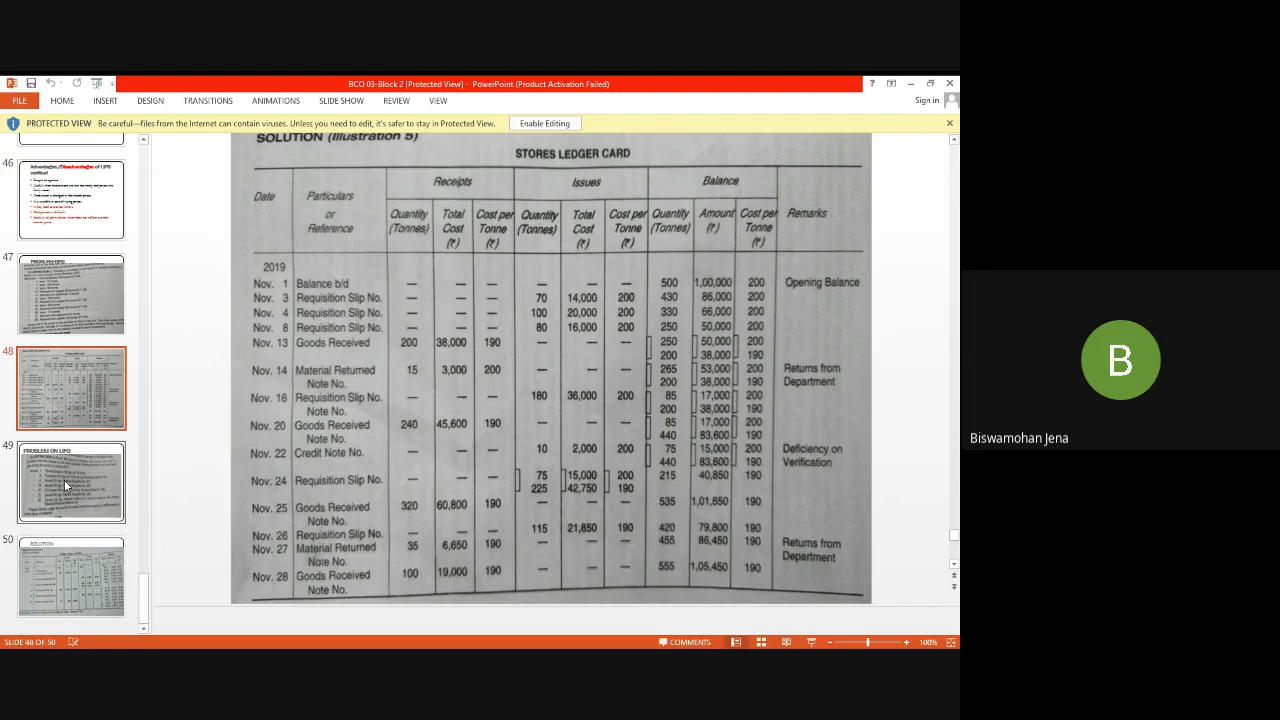 BCO 03-Block 2 [Protected View] - PowerPoint (Product Activation Failed)
FILE HOME INSERT DESIGN TRANSITIONS ANIMATIONS SLIDE SHOW REVIEW VIEW Sign in
PROTECTED VIEW Be careful—files from the Internet can contain viruses. Unless you need to edit, it's safer to stay in Protected View. Enable Editing
46
47
48
49
PROBLEM ON LIFO
50
SOLUTION
SOLUTION (Illustration 5)
STORES LEDGER CARD
Date Particulars or Reference Receipts Issues Balance Remarks
Quantity (Tonnes) Total Cost (₹) Cost per Tonne (₹) Quantity (Tonnes) Total Cost (₹) Cost per Tonne (₹) Quantity (Tonnes) Amount (₹) Cost per Tonne (₹)
2019
Nov. 1 Balance b/d — — — — — — 500 1,00,000 200 Opening Balance
Nov. 3 Requisition Slip No. — — — 70 14,000 200 430 86,000 200
Nov. 4 Requisition Slip No. — — — 100 20,000 200 330 66,000 200
Nov. 8 Requisition Slip No. — — — 80 16,000 200 250 50,000 200
Nov. 13 Goods Received 200 38,000 190 — — — 250 50,000 200
200 38,000 190
Nov. 14 Material Returned 15 3,000 200 — — — 265 53,000 200 Returns from
Note No. 200 38,000 190 Department
Nov. 16 Requisition Slip No. — — — 180 36,000 200 85 17,000 200
Note No. 200 38,000 190
Nov. 20 Goods Received 240 45,600 190 — — — 85 17,000 200
Note No. 440 83,600 190
Nov. 22 Credit Note No. — — — 10 2,000 200 75 15,000 200 Deficiency on
440 83,600 190 Verification
Nov. 24 Requisition Slip No. — — — 75 15,000 200 215 40,850 190
225 42,750 190
Nov. 25 Goods Received 320 60,800 190 — — — 535 1,01,650 190
Note No.
Nov. 26 Requisition Slip No. — — — 115 21,850 190 420 79,800 190
Nov. 27 Material Returned 35 6,650 190 — — — 455 86,450 190 Returns from
Note No. Department
Nov. 28 Goods Received 100 19,000 190 — — — 555 1,05,450 190
Note No.
SLIDE 48 OF 50 COMMENTS 100%
B
Biswamohan Jena